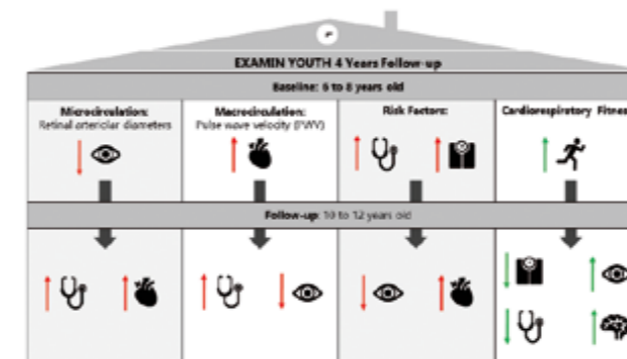 EXAMIN YOUTH 4 Years Follow-up
Baseline: 6 to 8 years old
Microcirculation:
Retinal arteriolar diameters
Macrocirculation:
Pulse wave velocity (PWV)
Risk Factors:
Cardiorespiratory Fitness
Follow-up: 10 to 12 years old